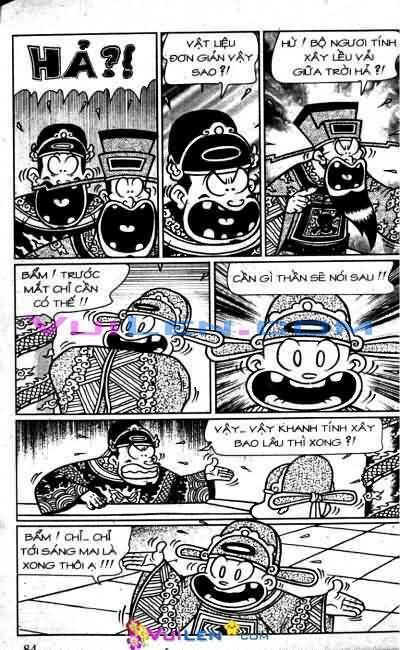 HẢ?!
VẬT LIỆU
ĐƠN GIẢN VẬY
SAO?!
HỪ! BỘ NGƯƠI TÍNH
XÂY LỀU VẢI
GIỮA TRỜI HẢ?!
BẨM! TRƯỚC
MẮT CHỈ CẦN
CÓ THẾ!!
CẦN GÌ THẦN SẼ NÓI SAU!!
VUILEN.COM
VẬY... VẬY KHANH TÍNH XÂY
BAO LÂU THÌ XONG?!
BẨM! CHỈ... CHỈ
TỚI SÁNG MAI LÀ
XONG THÔI Ạ!!!
84
VUILEN